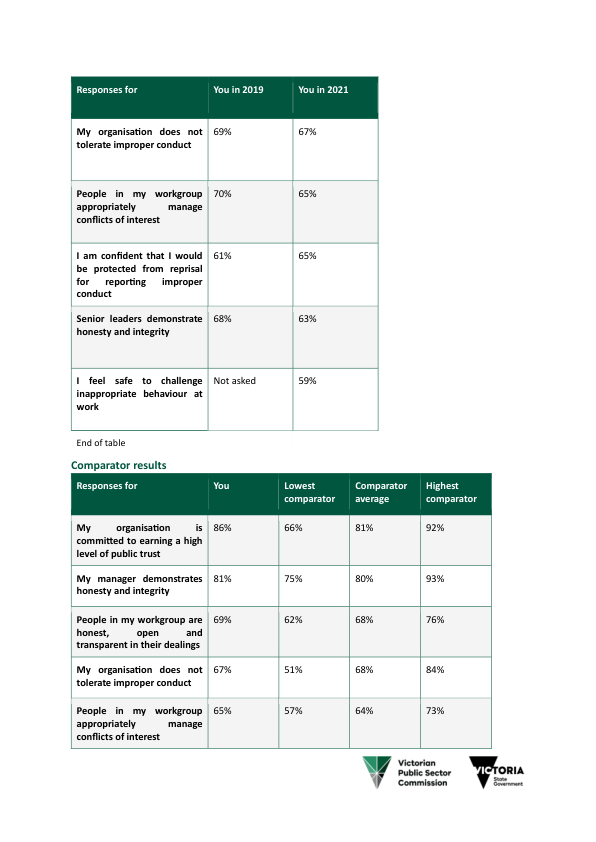 Responses for You in 2019 You in 2021
My organisation does not 69% 67%
tolerate improper conduct
People in my workgroup 70% 65%
appropriately manage
conflicts of interest
I am confident that I would 61% 65%
be protected from reprisal
for reporting improper
conduct
Senior leaders demonstrate 68% 63%
honesty and integrity
I feel safe to challenge Not asked 59%
inappropriate behaviour at
work
End of table
Comparator results
Responses for You Lowest Comparator Highest
comparator average comparator
My organisation is 86% 66% 81% 92%
committed to earning a high
level of public trust
My manager demonstrates 81% 75% 80% 93%
honesty and integrity
People in my workgroup are 69% 62% 68% 76%
honest, open and
transparent in their dealings
My organisation does not 67% 51% 68% 84%
tolerate improper conduct
People in my workgroup 65% 57% 64% 73%
appropriately manage
conflicts of interest
Victorian
Public Sector
Commission
VICTORIA
State
Government